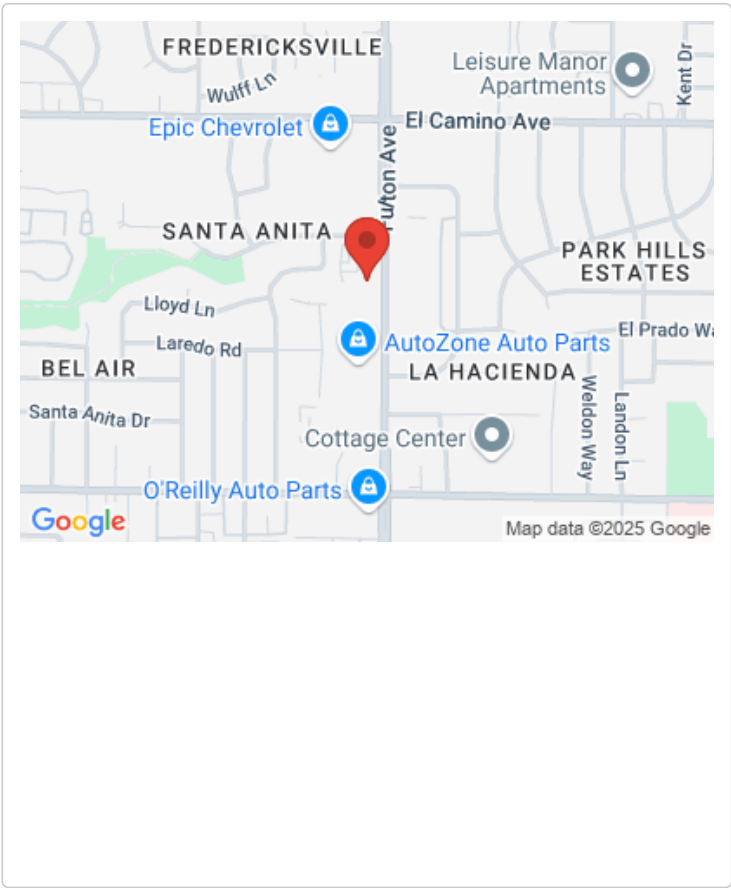 FREDERICKSVILLE
Leisure Manor
Apartments
Kent Dr
Wulff Ln
Epic Chevrolet
El Camino Ave
Fulton Ave
SANTA ANITA
PARK HILLS
ESTATES
Lloyd Ln
El Prado Wa
Laredo Rd
AutoZone Auto Parts
BEL AIR
LA HACIENDA
Weldon Way
Landon Ln
Santa Anita Dr
Cottage Center
O'Reilly Auto Parts
Google
Map data ©2025 Google